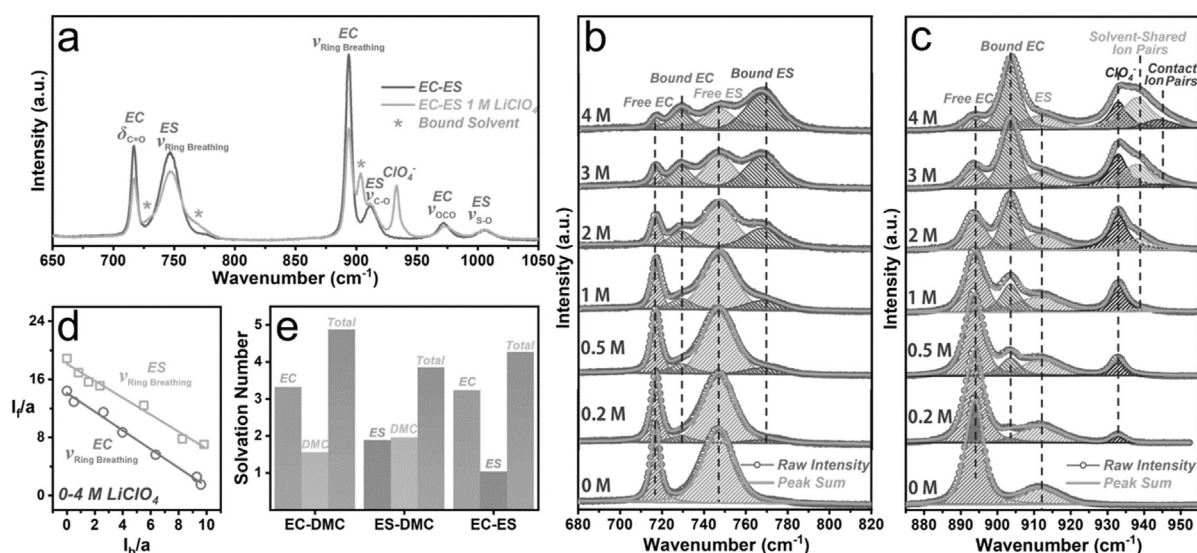 a
Intensity (a.u.)
EC
δC=O
ES
νRing Breathing
EC
νRing Breathing
EC-ES
EC-ES 1 M LiClO4
* Bound Solvent
*
*
*
ES
νC-O
ClO4-
EC
νOCO
ES
νS-O
650 700 750 800 850 900 950 1000 1050
Wavenumber (cm-1)
b
Intensity (a.u.)
Bound EC
Bound ES
Free EC
Free ES
4 M
3 M
2 M
1 M
0.5 M
0.2 M
0 M
Raw Intensity
Peak Sum
680 700 720 740 760 780 800 820
Wavenumber (cm-1)
c
Intensity (a.u.)
Solvent-Shared
Ion Pairs
Bound EC
ClO4-
Contact
Ion Pairs
Free EC
ES
4 M
3 M
2 M
1 M
0.5 M
0.2 M
0 M
Raw Intensity
Peak Sum
880 890 900 910 920 930 940 950
Wavenumber (cm-1)
d
If/a
24
16
8
0
ES
νRing Breathing
EC
νRing Breathing
0-4 M LiClO4
0 2 4 6 8 10
Ib/a
e
Solvation Number
5
4
3
2
1
EC
DMC
Total
ES
DMC
Total
EC
ES
Total
EC-DMC ES-DMC EC-ES